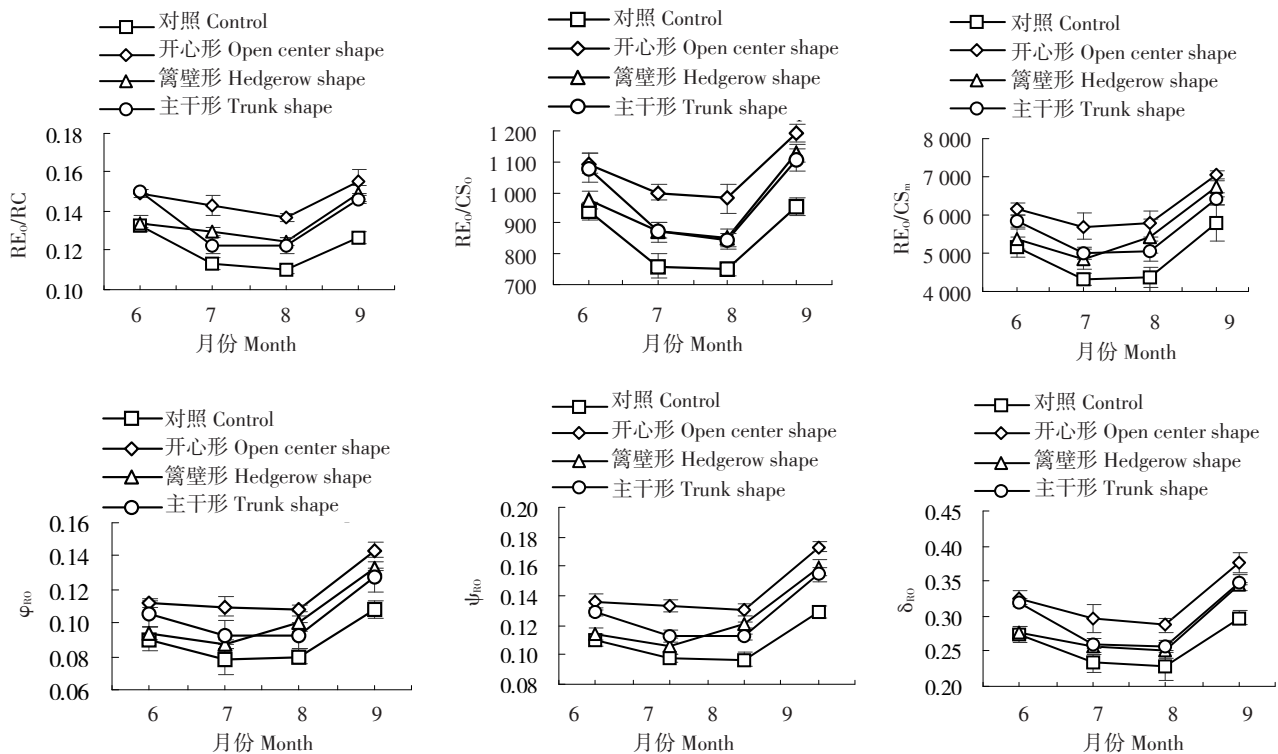 对照 Control
开心形 Open center shape
篱壁形 Hedgerow shape
主干形 Trunk shape
0.18
0.16
0.14
0.12
0.10
RE₀/RC
6 7 8 9
月份 Month
对照 Control
开心形 Open center shape
篱壁形 Hedgerow shape
主干形 Trunk shape
1 200
1 100
1 000
900
800
700
RE₀/CS₀
6 7 8 9
月份 Month
对照 Control
开心形 Open center shape
篱壁形 Hedgerow shape
主干形 Trunk shape
8 000
7 000
6 000
5 000
4 000
RE₀/CSₘ
6 7 8 9
月份 Month
对照 Control
开心形 Open center shape
篱壁形 Hedgerow shape
主干形 Trunk shape
0.16
0.14
0.12
0.10
0.08
0.06
φRO
6 7 8 9
月份 Month
对照 Control
开心形 Open center shape
篱壁形 Hedgerow shape
主干形 Trunk shape
0.20
0.18
0.16
0.14
0.12
0.10
0.08
ψRO
6 7 8 9
月份 Month
对照 Control
开心形 Open center shape
篱壁形 Hedgerow shape
主干形 Trunk shape
0.45
0.40
0.35
0.30
0.25
0.20
δRO
6 7 8 9
月份 Month